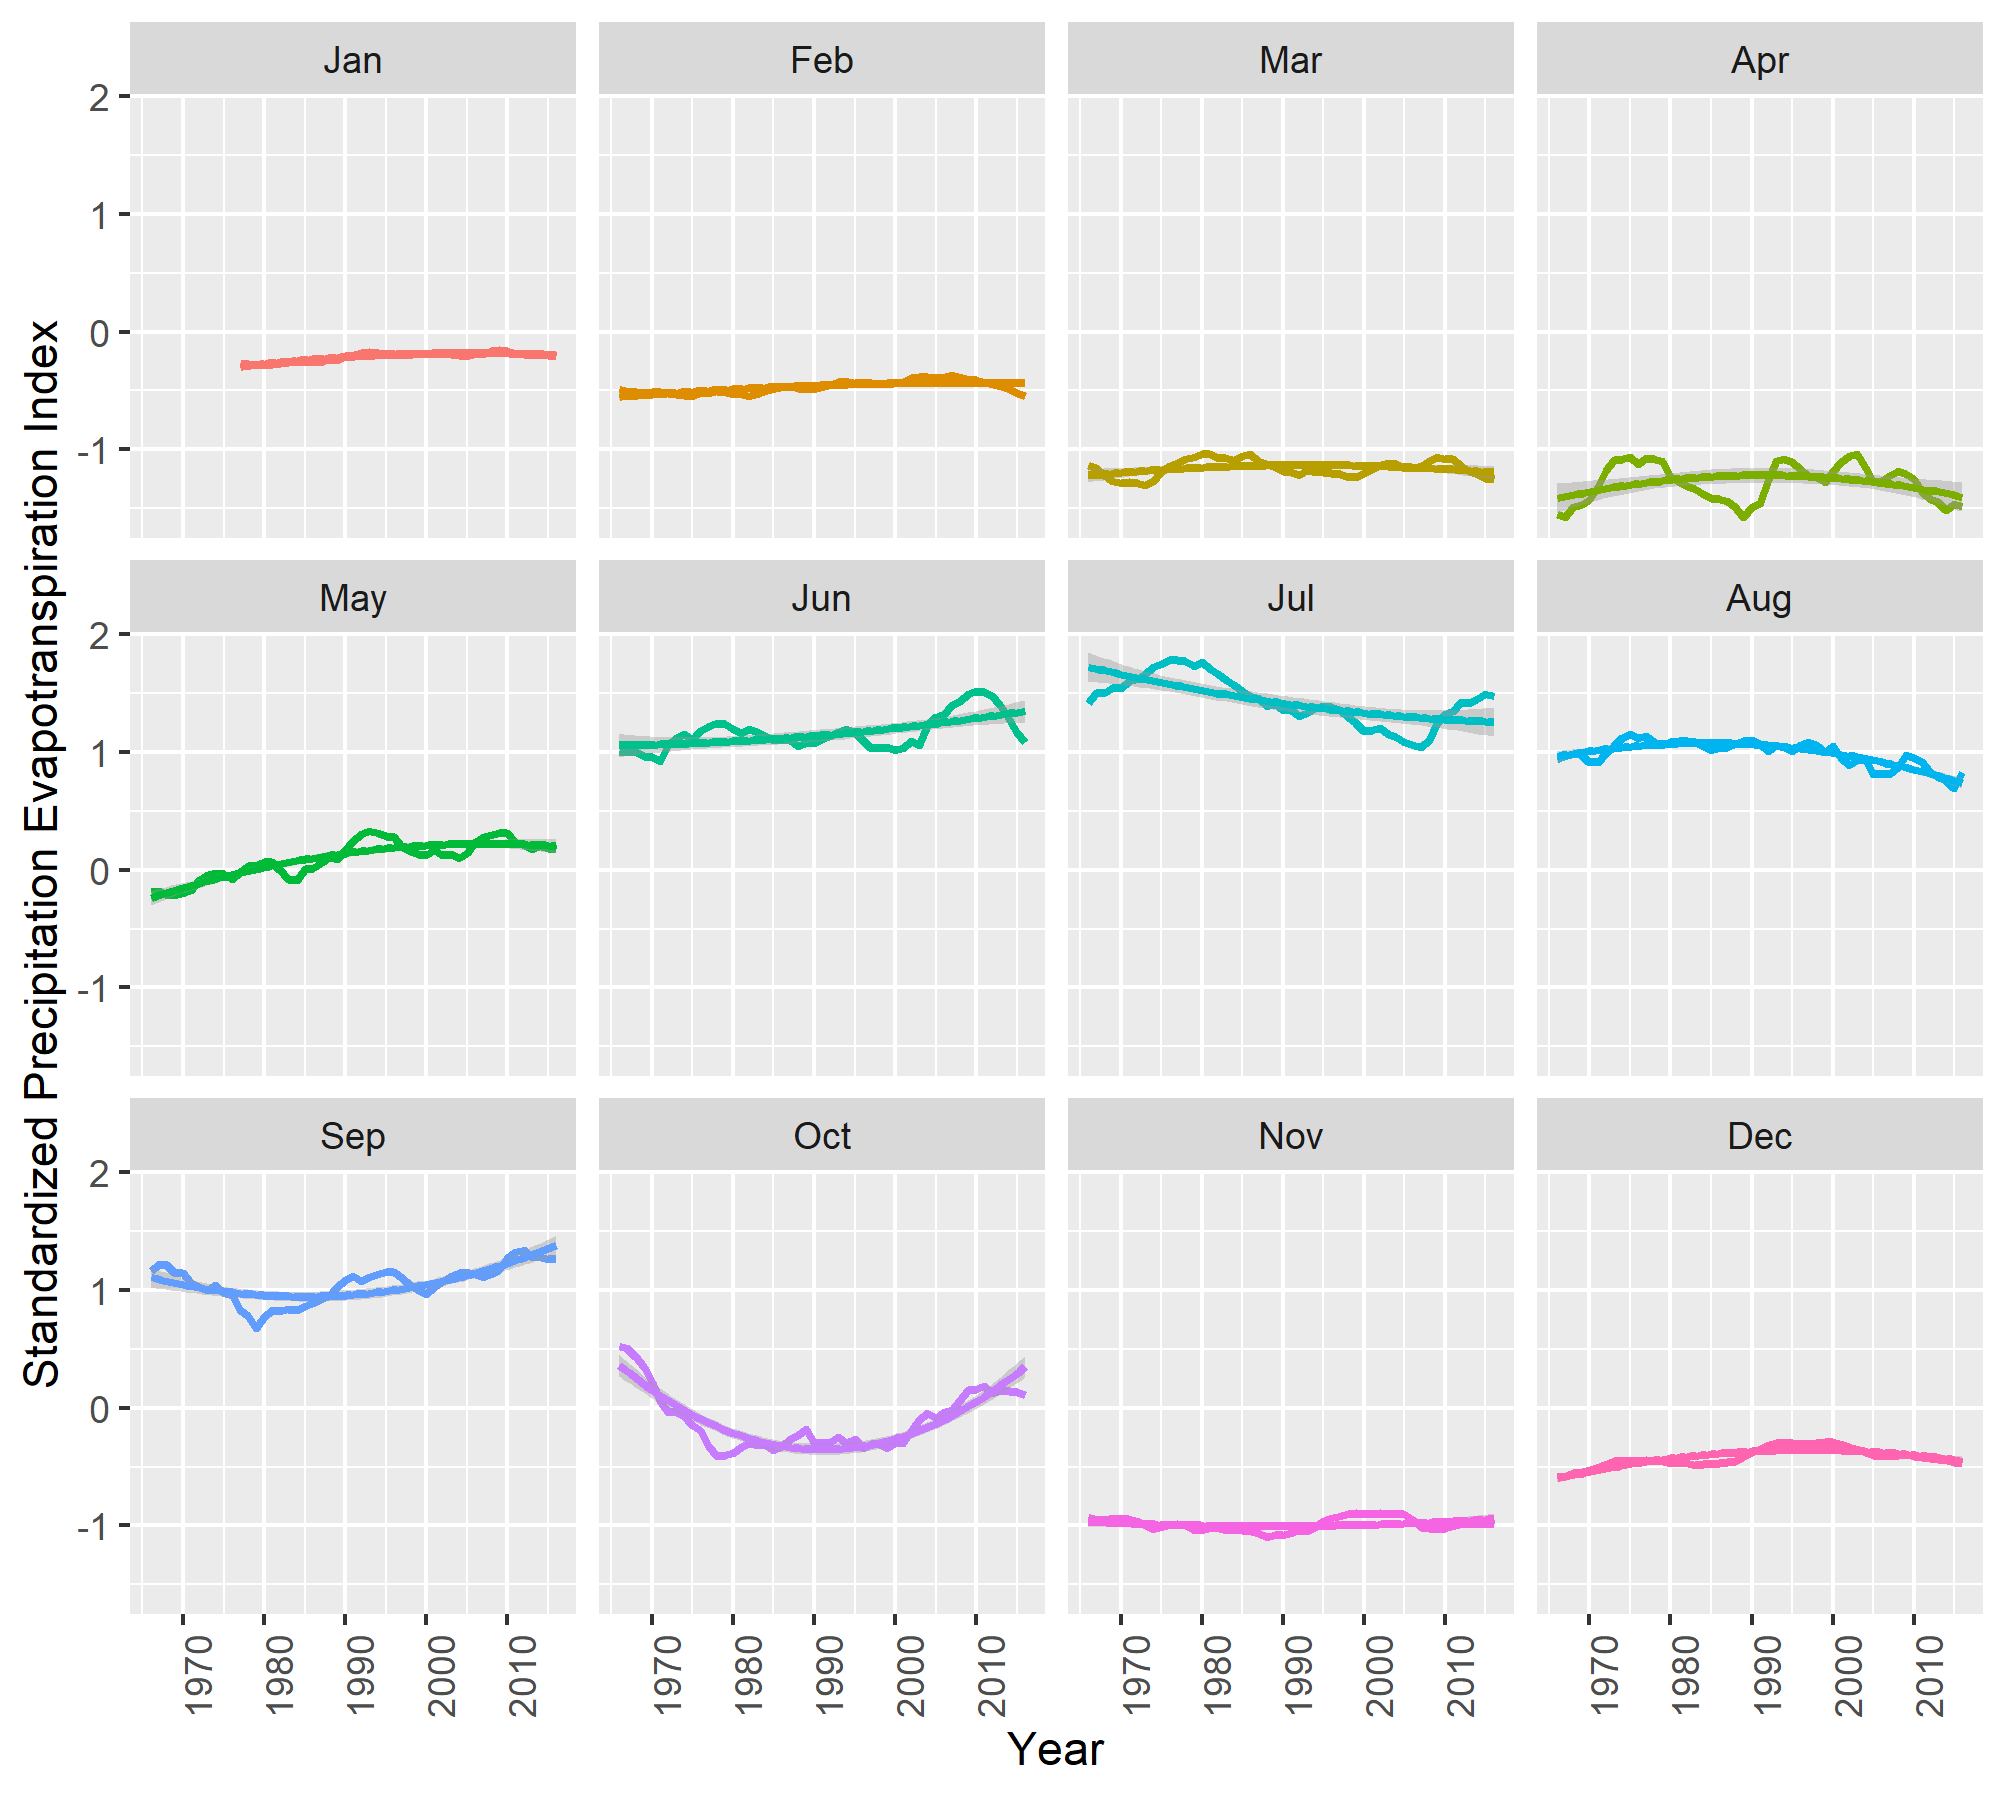 Jan Feb Mar Apr
2
1
0
-1
May Jun Jul Aug
2
1
0
-1
Sep Oct Nov Dec
2
1
0
-1
Standardized Precipitation Evapotranspiration Index
1970 1980 1990 2000 2010 1970 1980 1990 2000 2010 1970 1980 1990 2000 2010 1970 1980 1990 2000 2010
Year